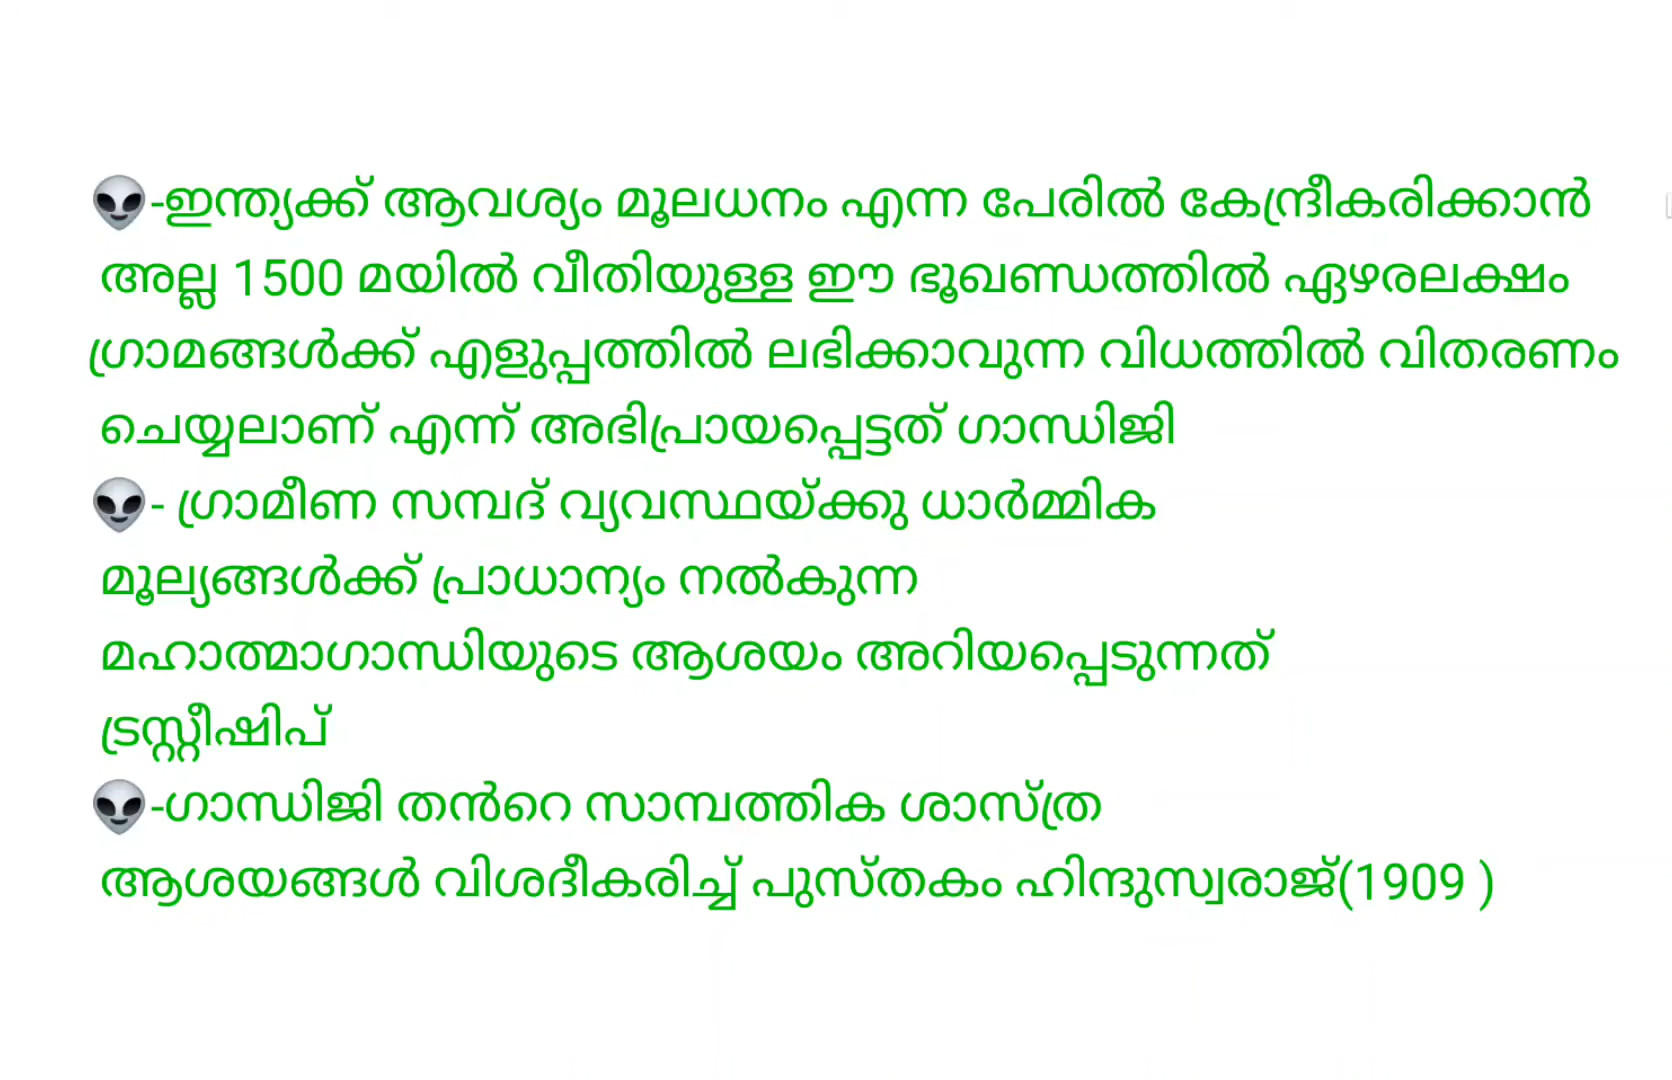 👽-ഇന്ത്യക്ക് ആവശ്യം മൂലധനം എന്ന പേരിൽ കേന്ദ്രീകരിക്കാൻ
അല്ല 1500 മയിൽ വീതിയുള്ള ഈ ഭൂഖണ്ഡത്തിൽ ഏഴരലക്ഷം
ഗ്രാമങ്ങൾക്ക് എളുപ്പത്തിൽ ലഭിക്കാവുന്ന വിധത്തിൽ വിതരണം
ചെയ്യലാണ് എന്ന് അഭിപ്രായപ്പെട്ടത് ഗാന്ധിജി
👽- ഗ്രാമീണ സമ്പദ് വ്യവസ്ഥയ്ക്കു ധാർമ്മിക
മൂല്യങ്ങൾക്ക് പ്രാധാന്യം നൽകുന്ന
മഹാത്മാഗാന്ധിയുടെ ആശയം അറിയപ്പെടുന്നത്
ട്രസ്റ്റീഷിപ്
👽-ഗാന്ധിജി തൻറെ സാമ്പത്തിക ശാസ്ത്ര
ആശയങ്ങൾ വിശദീകരിച്ച് പുസ്തകം ഹിന്ദുസ്വരാജ്(1909 )